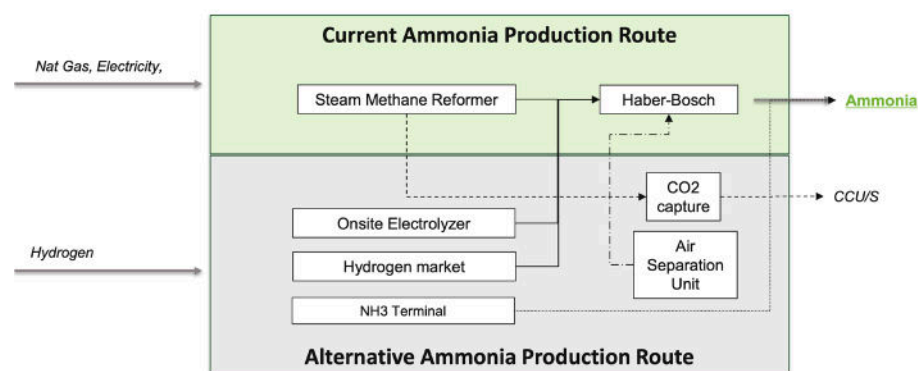 Current Ammonia Production Route
Nat Gas, Electricity,
Steam Methane Reformer
Haber-Bosch
Ammonia
CO2
capture
CCU/S
Onsite Electrolyzer
Hydrogen
Hydrogen market
Air
Separation
Unit
NH3 Terminal
Alternative Ammonia Production Route